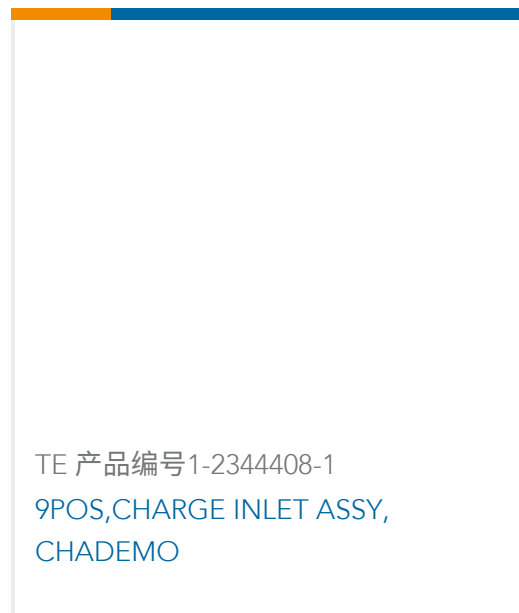 TE 产品编号1-2344408-1
9POS,CHARGE INLET ASSY,
CHADEMO